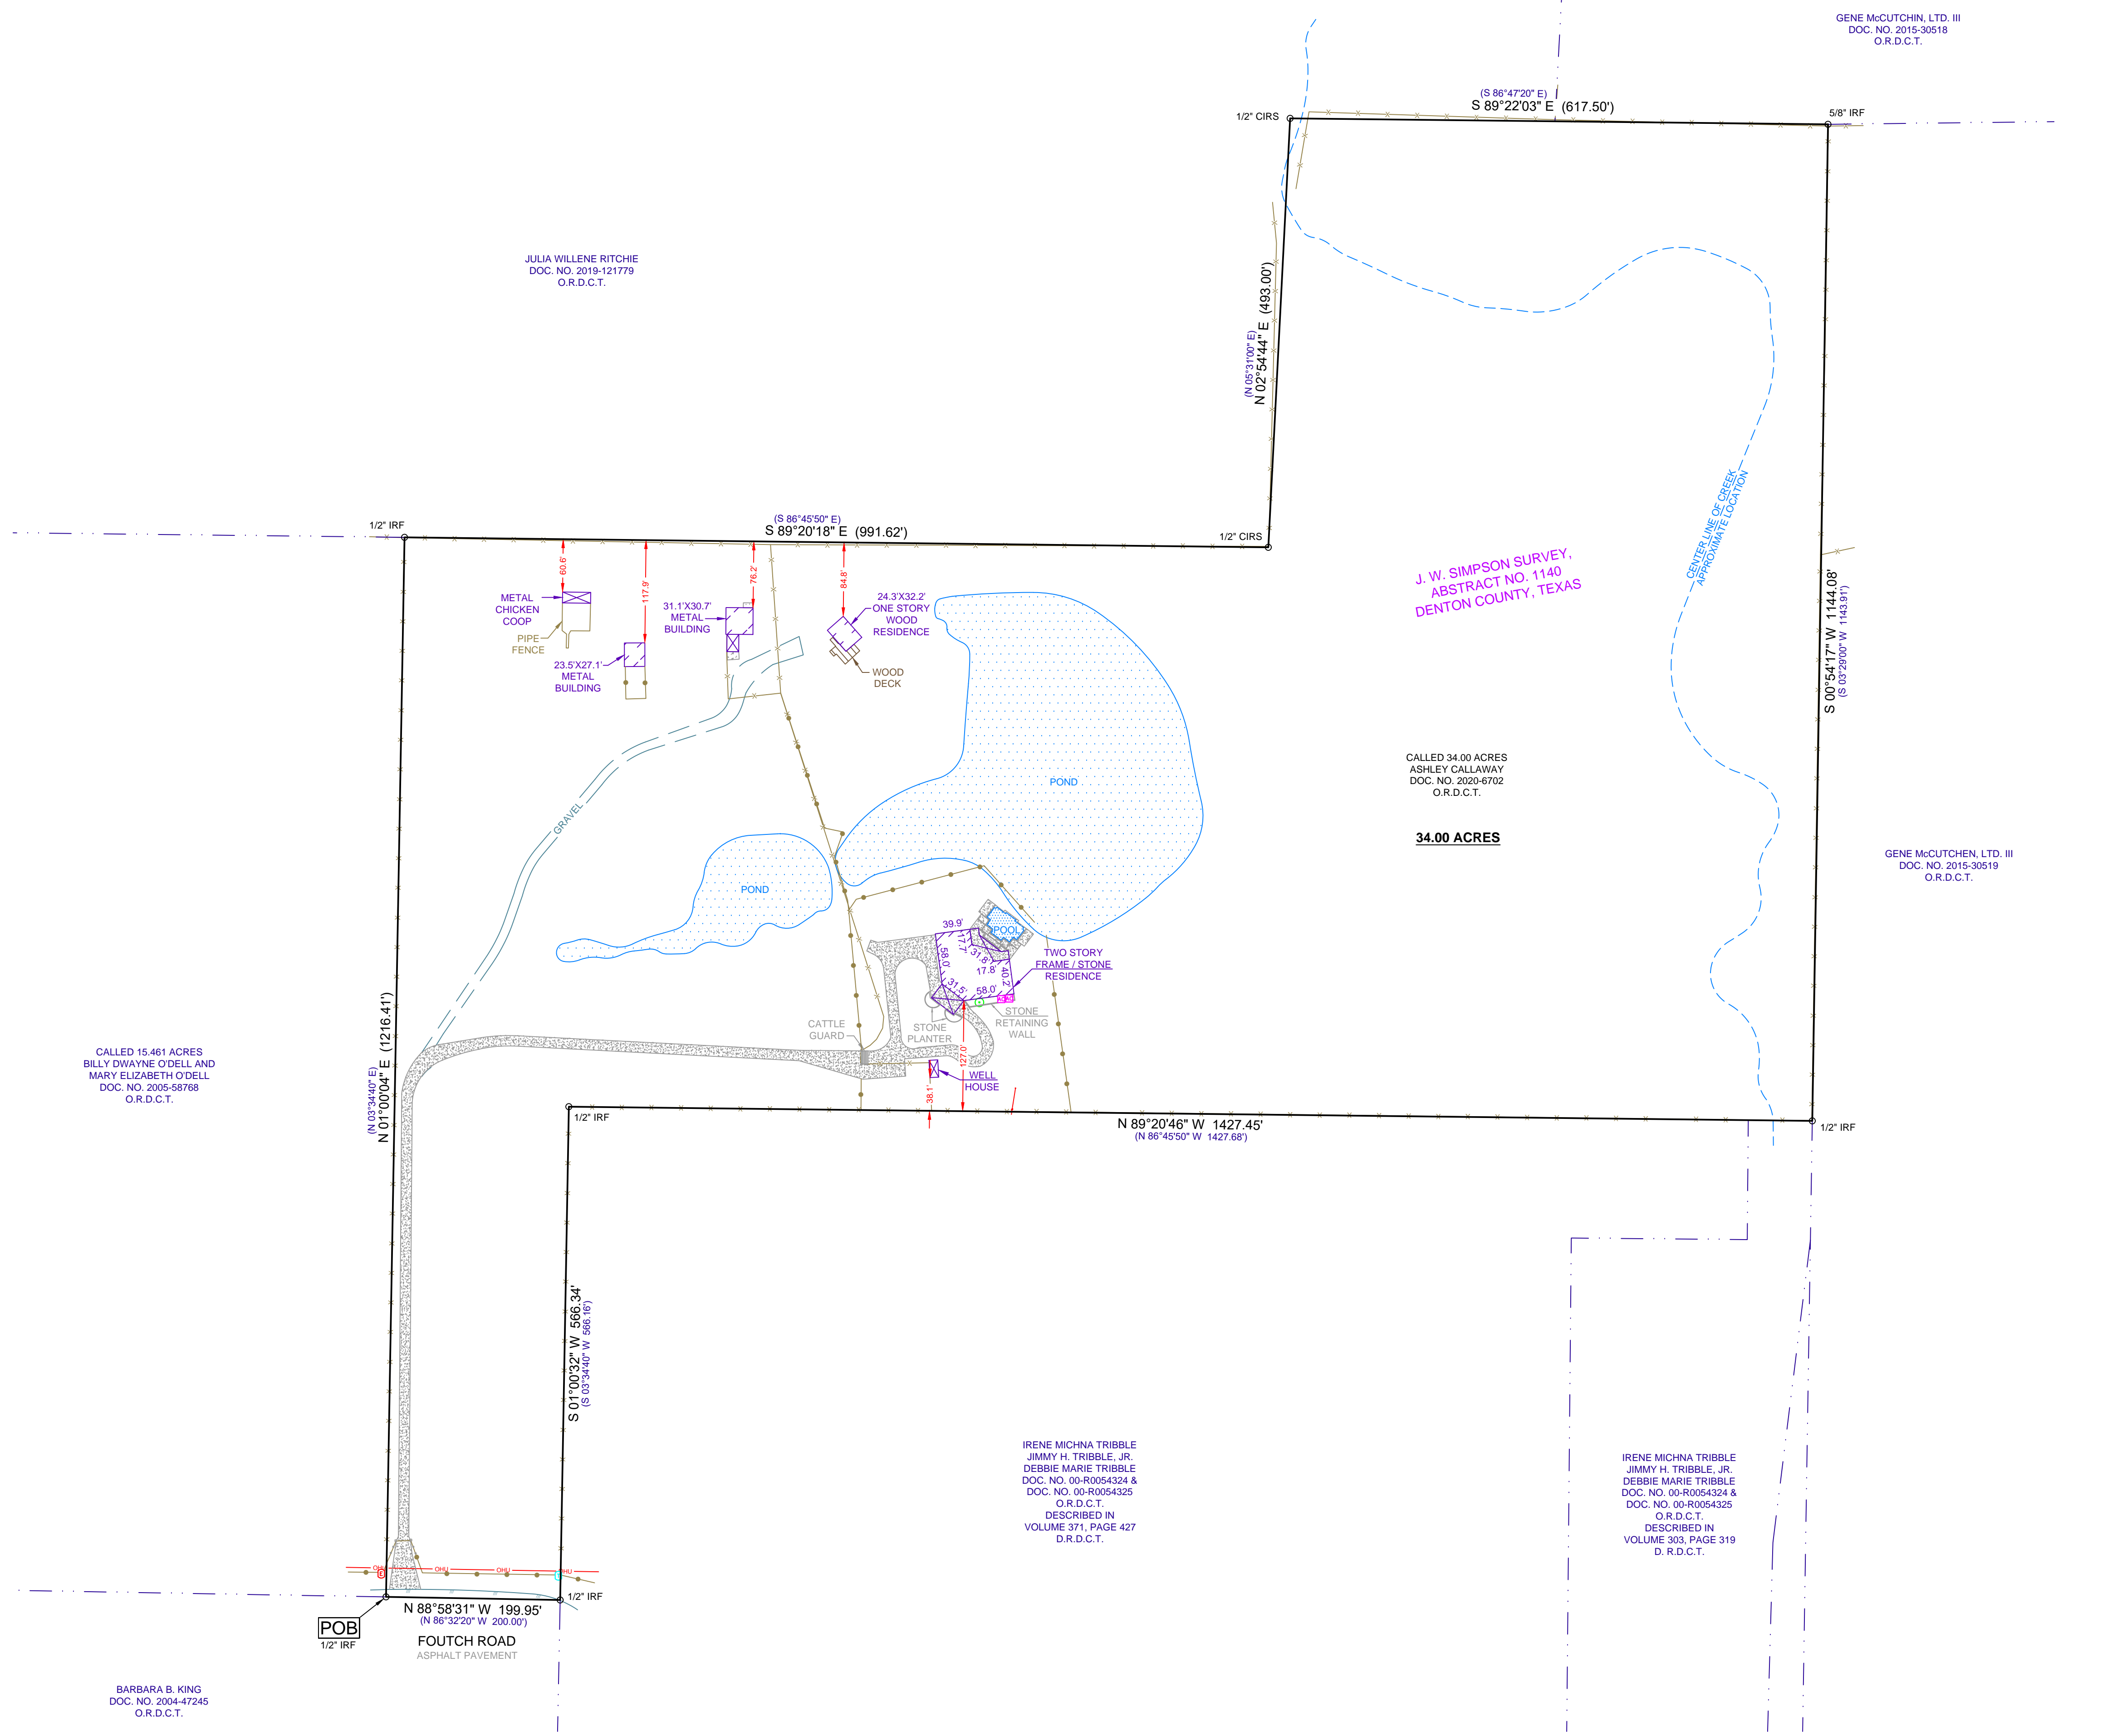 GENE McCUTCHIN, LTD. III
DOC. NO. 2015-30518
O.R.D.C.T.
(S 86°47'20" E)
S 89°22'03" E (617.50')
1/2" CIRS
5/8" IRF
JULIA WILLENE RITCHIE
DOC. NO. 2019-121779
O.R.D.C.T.
(N 05°31'00" E)
N 02°54'44" E (493.00')
1/2" IRF
(S 86°45'50" E)
S 89°20'18" E (991.62')
1/2" CIRS
CENTER LINE OF CREEK
APPROXIMATE LOCATION
J. W. SIMPSON SURVEY,
ABSTRACT NO. 1140
DENTON COUNTY, TEXAS
S 00°54'17" W 1144.08'
(S 03°29'00" W 1143.91')
60.6'
117.9'
76.2'
84.8'
METAL
CHICKEN
COOP
PIPE
FENCE
31.1'X30.7'
METAL
BUILDING
24.3'X32.2'
ONE STORY
WOOD
RESIDENCE
23.5'X27.1'
METAL
BUILDING
WOOD
DECK
POND
CALLED 34.00 ACRES
ASHLEY CALLAWAY
DOC. NO. 2020-6702
O.R.D.C.T.
34.00 ACRES
GRAVEL
POND
GENE McCUTCHEN, LTD. III
DOC. NO. 2015-30519
O.R.D.C.T.
39.9'
17.7'
POOL
58.0'
31.8'
17.8'
40.2'
31.5'
58.0'
TWO STORY
FRAME / STONE
RESIDENCE
STONE
RETAINING
WALL
CATTLE
GUARD
STONE
PLANTER
127.0'
WELL
HOUSE
38.1'
CALLED 15.461 ACRES
BILLY DWAYNE O'DELL AND
MARY ELIZABETH O'DELL
DOC. NO. 2005-58768
O.R.D.C.T.
(N 03°34'40" E)
N 01°00'04" E (1216.41')
1/2" IRF
N 89°20'46" W 1427.45'
(N 86°45'50" W 1427.68')
1/2" IRF
S 01°00'32" W 566.34'
(S 03°34'40" W 566.16')
IRENE MICHNA TRIBBLE
JIMMY H. TRIBBLE, JR.
DEBBIE MARIE TRIBBLE
DOC. NO. 00-R0054324 &
DOC. NO. 00-R0054325
O.R.D.C.T.
DESCRIBED IN
VOLUME 371, PAGE 427
D.R.D.C.T.
IRENE MICHNA TRIBBLE
JIMMY H. TRIBBLE, JR.
DEBBIE MARIE TRIBBLE
DOC. NO. 00-R0054324 &
DOC. NO. 00-R0054325
O.R.D.C.T.
DESCRIBED IN
VOLUME 303, PAGE 319
D. R.D.C.T.
OHU
OHU
OHU
OHU
1/2" IRF
N 88°58'31" W 199.95'
(N 86°32'20" W 200.00')
POB
1/2" IRF
FOUTCH ROAD
ASPHALT PAVEMENT
BARBARA B. KING
DOC. NO. 2004-47245
O.R.D.C.T.